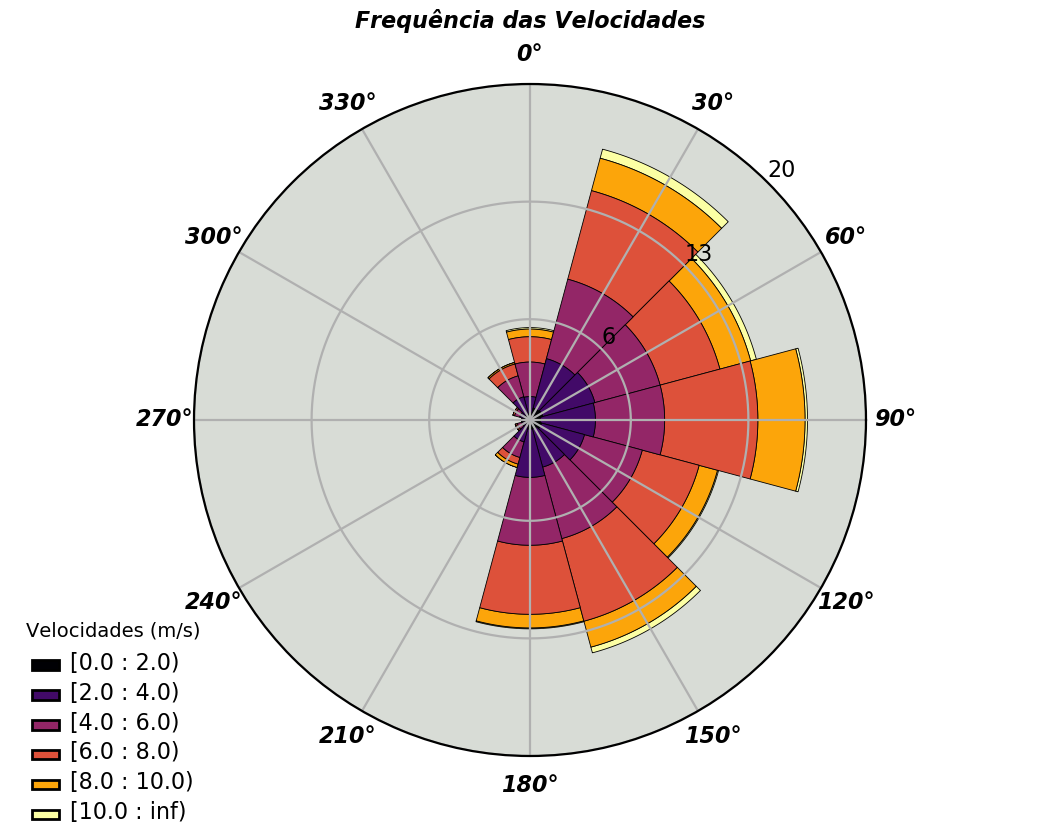 Frequência das Velocidades
0°
330°
30°
20
300°
60°
13
6
270°
90°
240°
120°
210°
150°
180°
Velocidades (m/s)
[0.0 : 2.0)
[2.0 : 4.0)
[4.0 : 6.0)
[6.0 : 8.0)
[8.0 : 10.0)
[10.0 : inf)